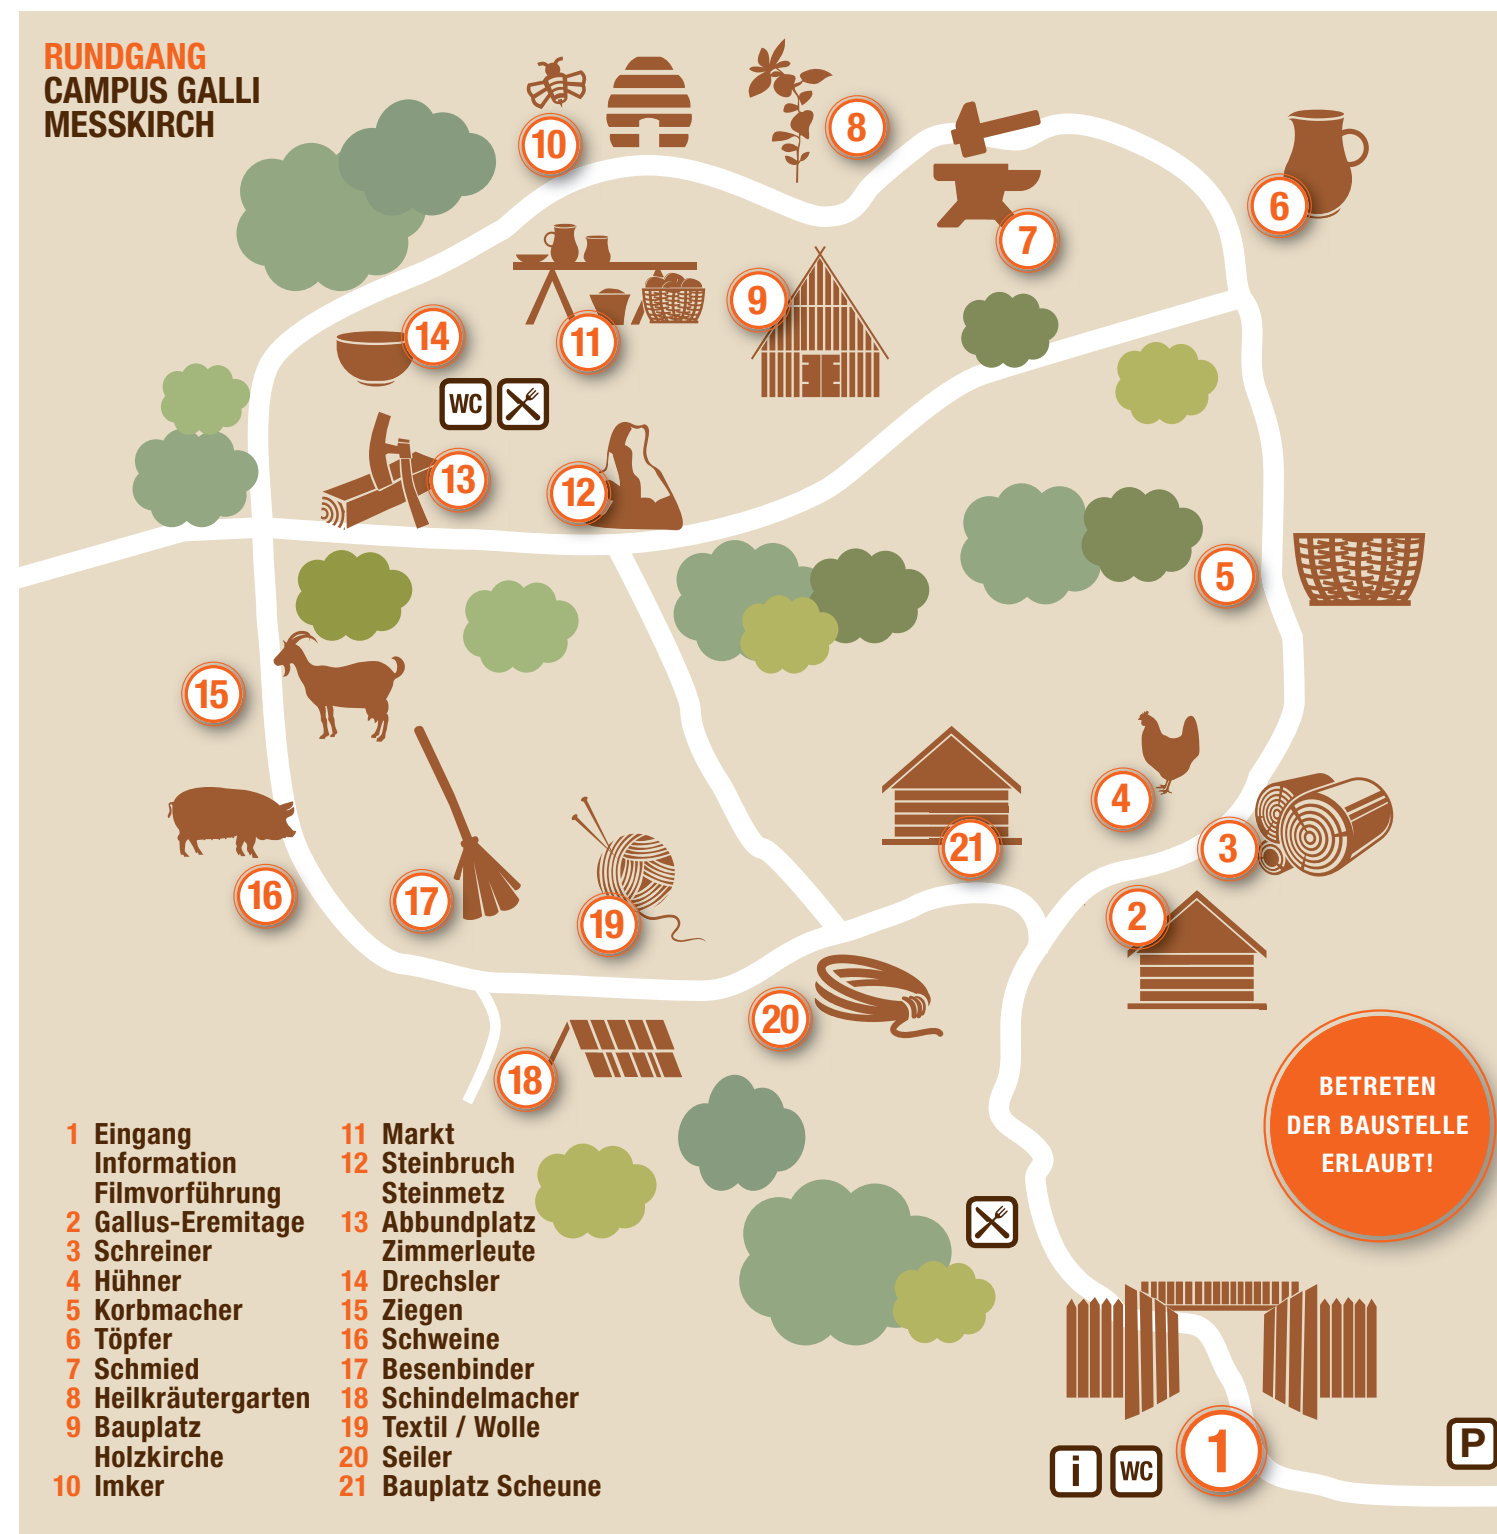 RUNDGANG
CAMPUS GALLI
MESSKIRCH
10
8
6
7
9
14
11
WC
13
12
5
15
4
21
3
16
17
19
2
20
18
BETRETEN
DER BAUSTELLE
ERLAUBT!
1 Eingang
Information
Filmvorführung
2 Gallus-Eremitage
3 Schreiner
4 Hühner
5 Korbmacher
6 Töpfer
7 Schmied
8 Heilkräutergarten
9 Bauplatz
Holzkirche
10 Imker
11 Markt
12 Steinbruch
Steinmetz
13 Abbundplatz
Zimmerleute
14 Drechsler
15 Ziegen
16 Schweine
17 Besenbinder
18 Schindelmacher
19 Textil / Wolle
20 Seiler
21 Bauplatz Scheune
1
i
WC
P